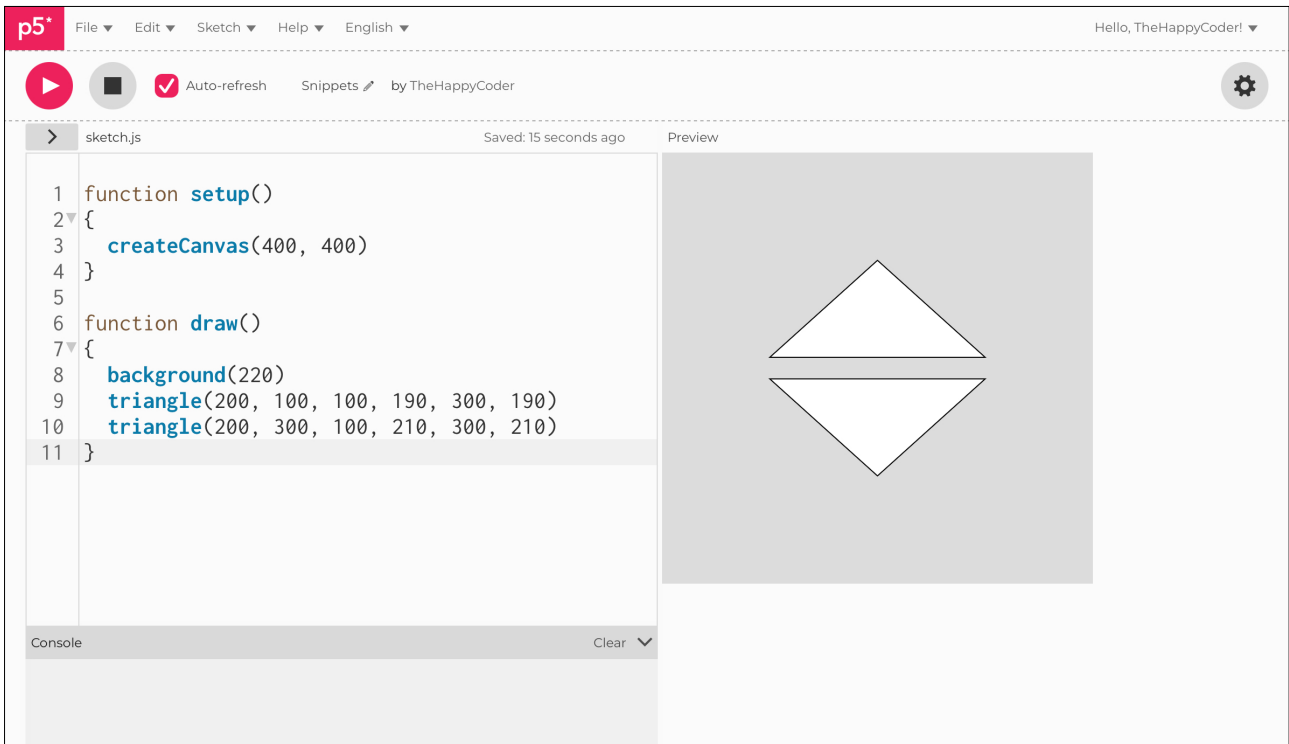 p5* File Edit Sketch Help English Hello, TheHappyCoder!
Auto-refresh Snippets by TheHappyCoder
sketch.js Saved: 15 seconds ago Preview
1 function setup()
2 {
3 createCanvas(400, 400)
4 }
5
6 function draw()
7 {
8 background(220)
9 triangle(200, 100, 100, 190, 300, 190)
10 triangle(200, 300, 100, 210, 300, 210)
11 }
Console Clear